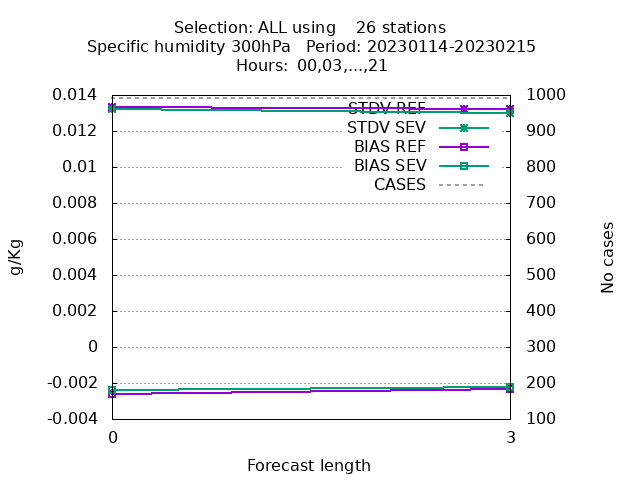 Selection: ALL using    26 stations
Specific humidity 300hPa   Period: 20230114-20230215
Hours: 00,03,...,21
0.014
0.012
0.01
0.008
0.006
0.004
0.002
0
-0.002
-0.004
g/Kg
STDV REF
STDV SEV
BIAS REF
BIAS SEV
CASES
1000
900
800
700
600
500
400
300
200
100
No cases
0
3
Forecast length